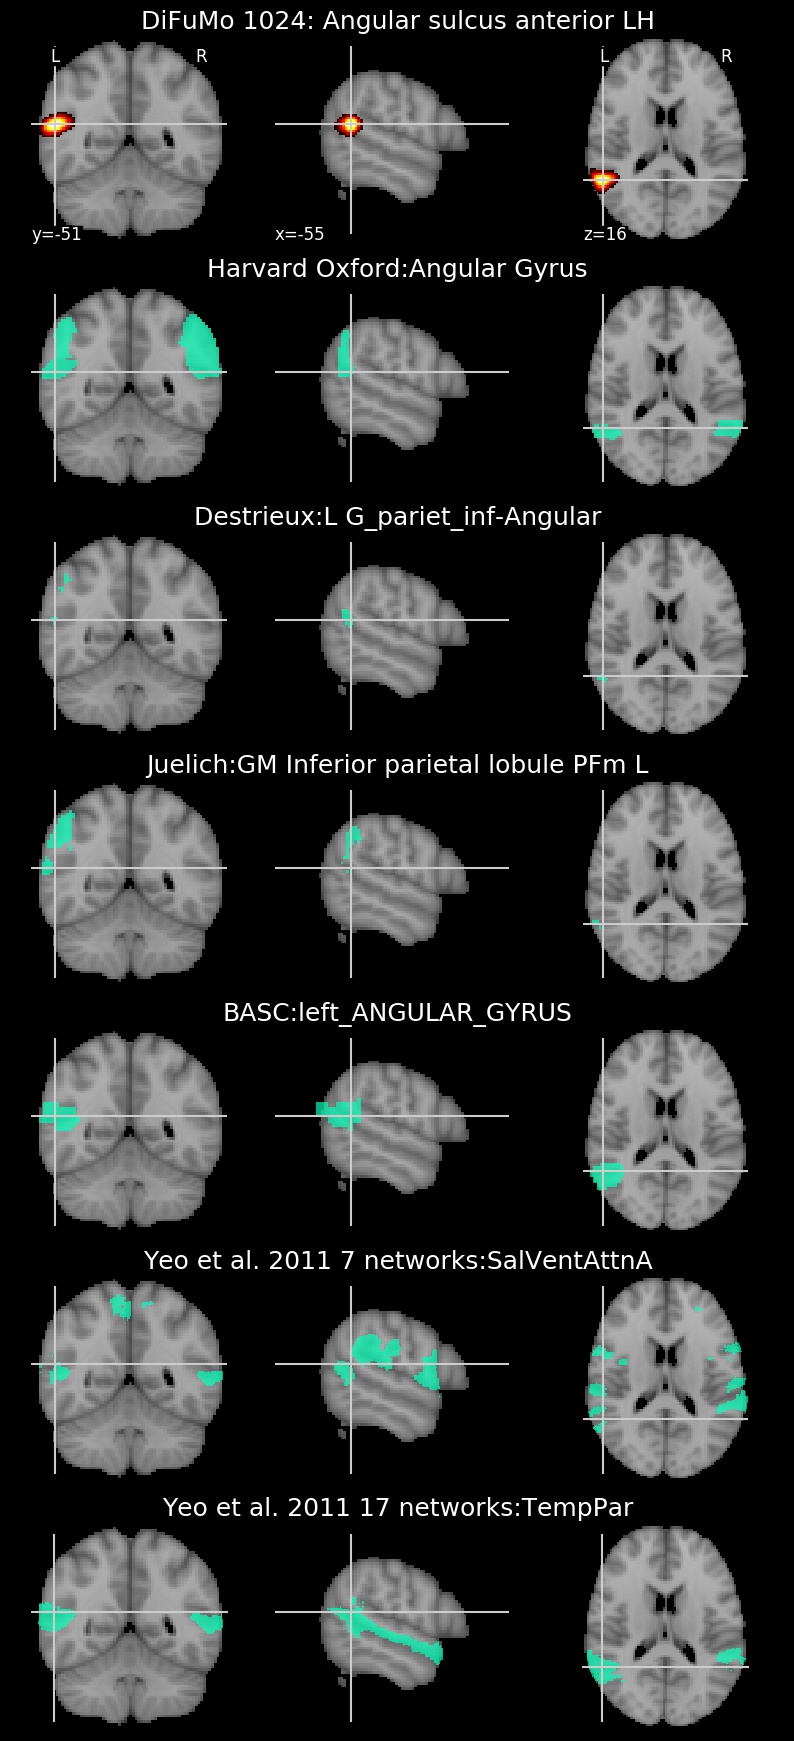 DiFuMo 1024: Angular sulcus anterior LH
L R L R
y=-51 x=-55 z=16
Harvard Oxford:Angular Gyrus
Destrieux:L G_pariet_inf-Angular
Juelich:GM Inferior parietal lobule PFm L
BASC:left_ANGULAR_GYRUS
Yeo et al. 2011 7 networks:SalVentAttnA
Yeo et al. 2011 17 networks:TempPar